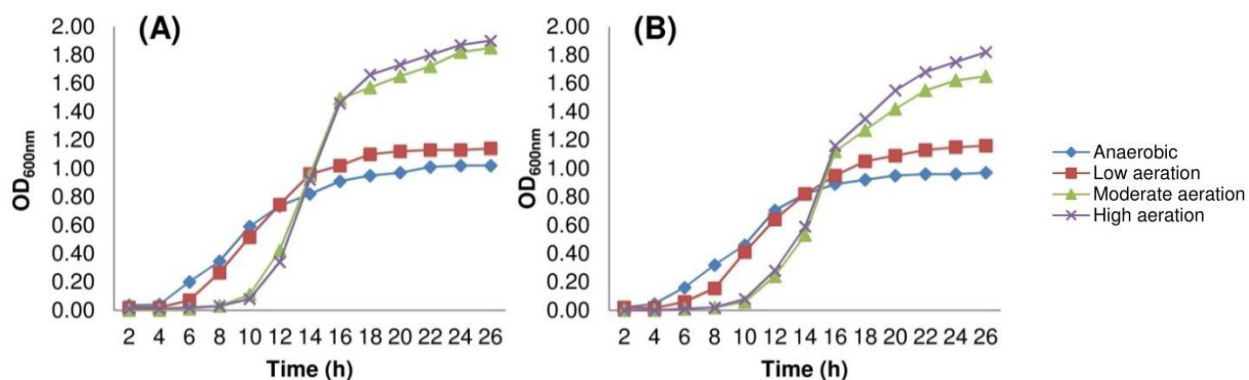 (A)
2.00
1.80
1.60
1.40
1.20
1.00
0.80
0.60
0.40
0.20
0.00
OD600nm
2 4 6 8 10 12 14 16 18 20 22 24 26
Time (h)
(B)
2.00
1.80
1.60
1.40
1.20
1.00
0.80
0.60
0.40
0.20
0.00
OD600nm
2 4 6 8 10 12 14 16 18 20 22 24 26
Time (h)
Anaerobic
Low aeration
Moderate aeration
High aeration